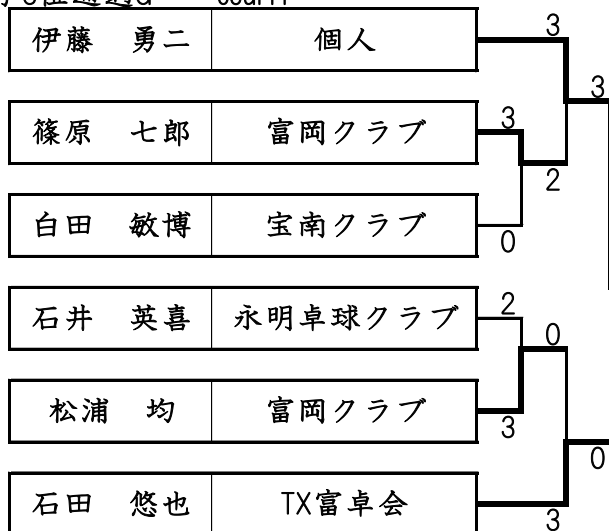 伊藤 勇二 個人 3
3
篠原 七郎 富岡クラブ 3
2
白田 敏博 宝南クラブ 0
石井 英喜 永明卓球クラブ 2
0
松浦 均 富岡クラブ 3
0
石田 悠也 TX富卓会 3